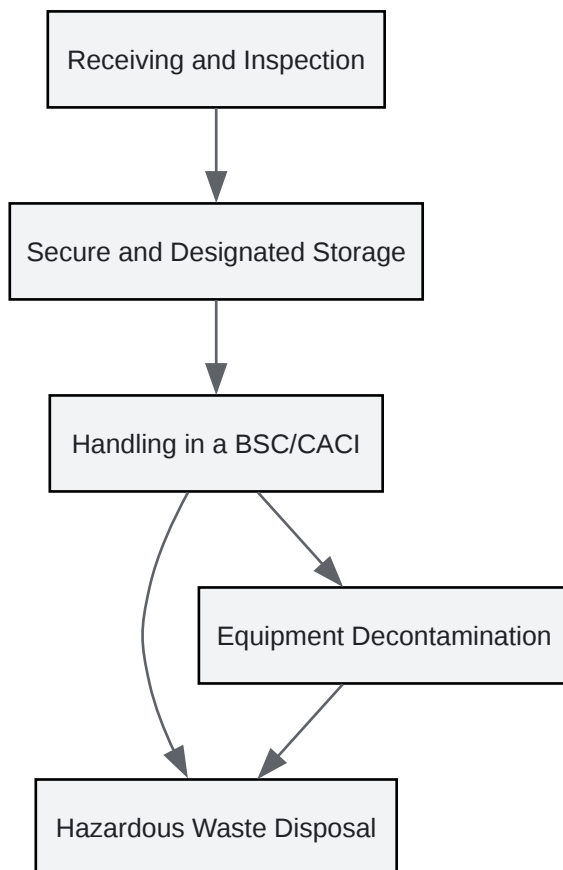 Receiving and Inspection
Secure and Designated Storage
Handling in a BSC/CACI
Equipment Decontamination
Hazardous Waste Disposal